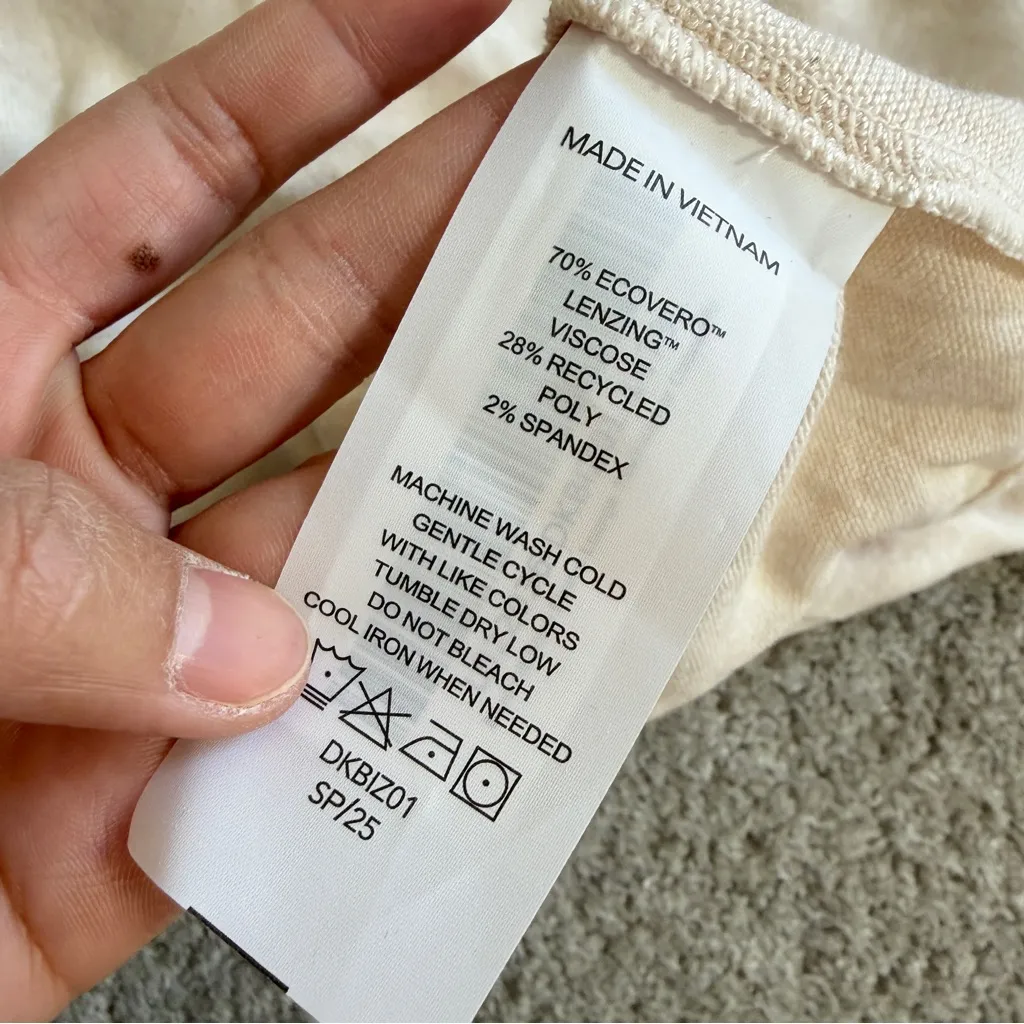 MADE IN VIETNAM
70% ECOVERO™
LENZING™
VISCOSE
28% RECYCLED
POLY
2% SPANDEX
MACHINE WASH COLD
GENTLE CYCLE
WITH LIKE COLORS
TUMBLE DRY LOW
DO NOT BLEACH
COOL IRON WHEN NEEDED
DKBIZ01
SP/25